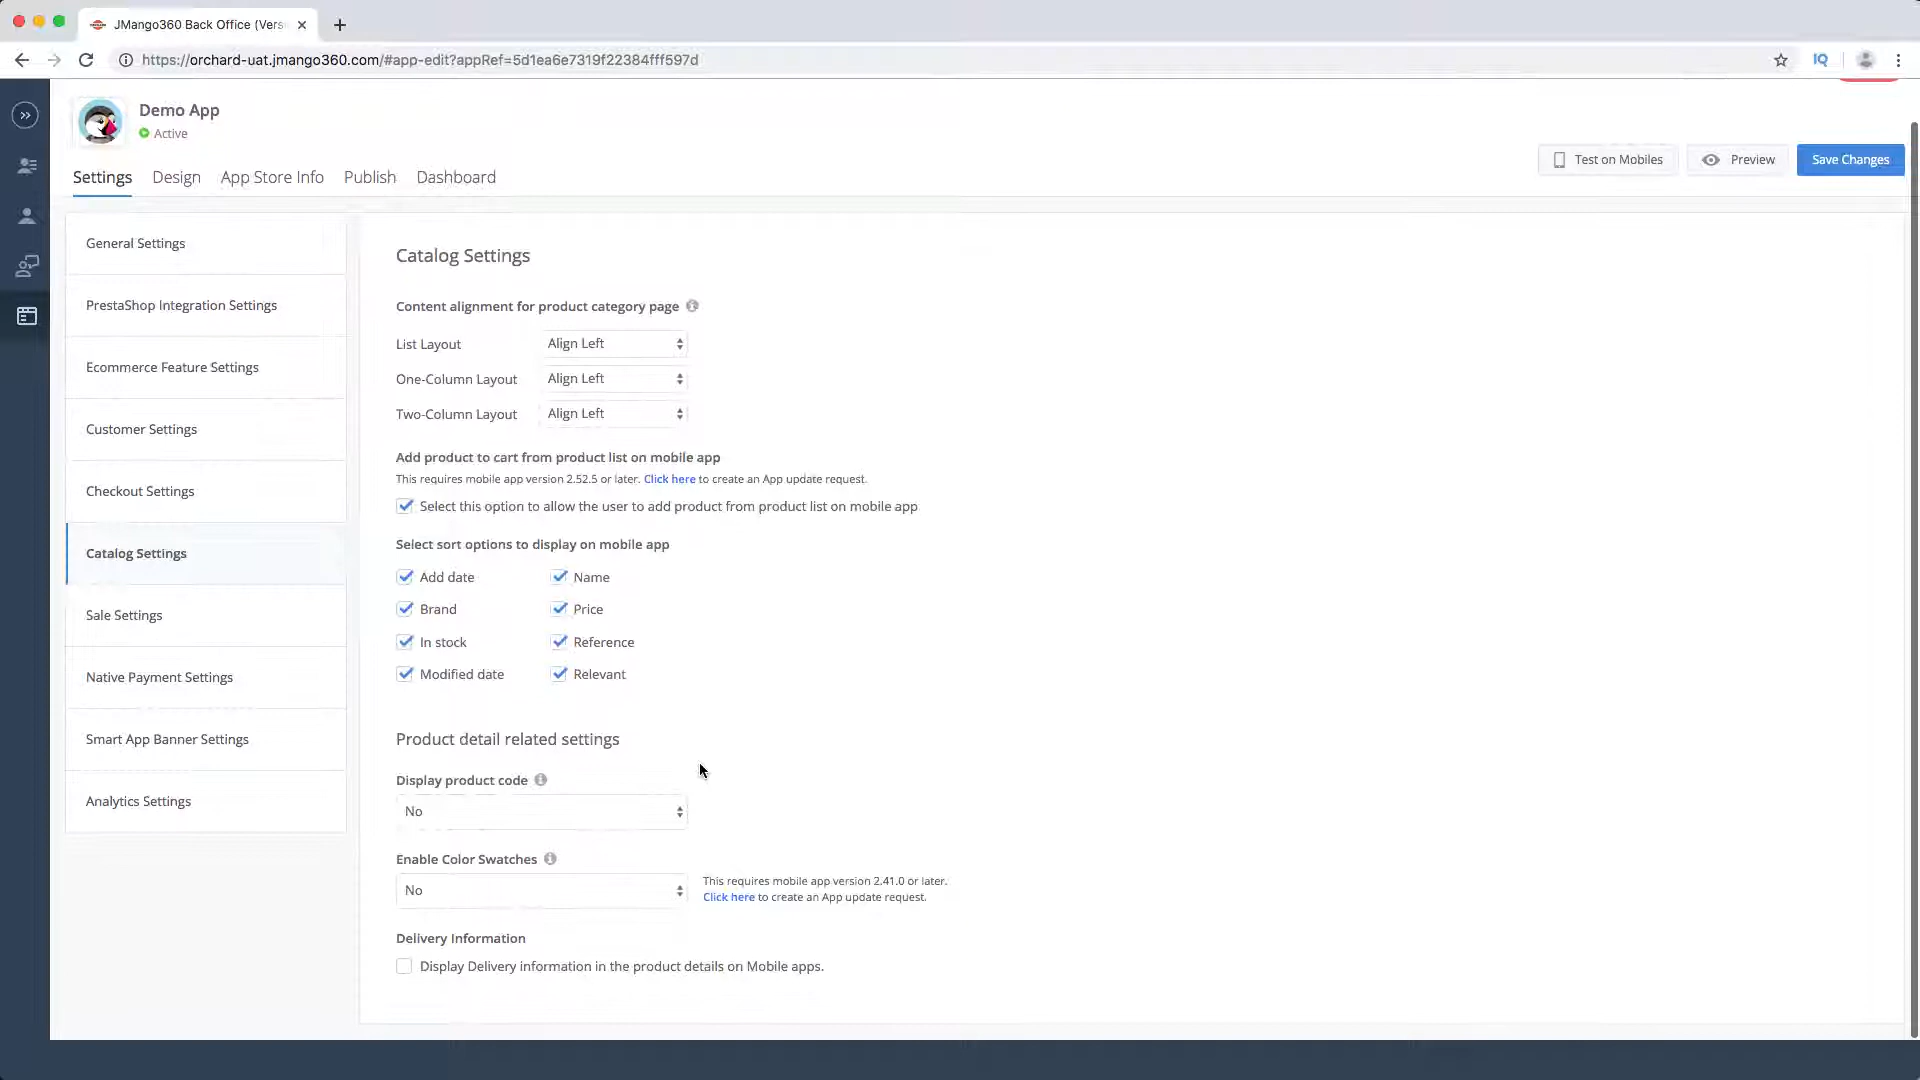 JMango360 Back Office (Vers
https://orchard-uat.jmango360.com/#app-edit?appRef=5d1ea6e7319f22384fff597d
IQ
Demo App
Active
Test on Mobiles
Preview
Save Changes
Settings
Design
App Store Info
Publish
Dashboard
General Settings
PrestaShop Integration Settings
Ecommerce Feature Settings
Customer Settings
Checkout Settings
Catalog Settings
Sale Settings
Native Payment Settings
Smart App Banner Settings
Analytics Settings
Catalog Settings
Content alignment for product category page
List Layout
Align Left
One-Column Layout
Align Left
Two-Column Layout
Align Left
Add product to cart from product list on mobile app
This requires mobile app version 2.52.5 or later. Click here to create an App update request.
Select this option to allow the user to add product from product list on mobile app
Select sort options to display on mobile app
Add date
Name
Brand
Price
In stock
Reference
Modified date
Relevant
Product detail related settings
Display product code
No
Enable Color Swatches
No
This requires mobile app version 2.41.0 or later.
Click here to create an App update request.
Delivery Information
Display Delivery information in the product details on Mobile apps.